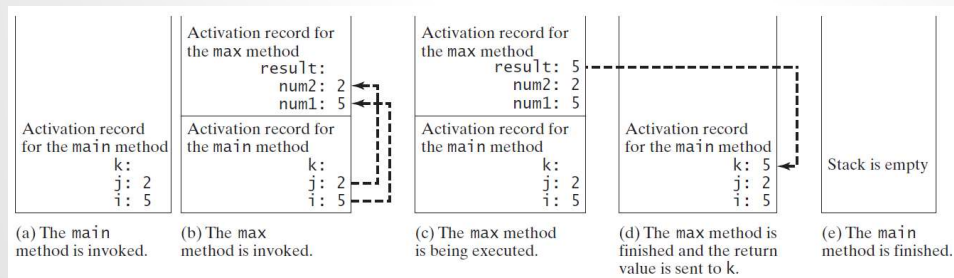 Activation record
for the main method
k:
j: 2
i: 5
(a) The main
method is invoked.
Activation record for
the max method
result:
num2: 2
num1: 5
Activation record for
the main method
k:
j: 2
i: 5
(b) The max
method is invoked.
Activation record for
the max method
result: 5
num2: 2
num1: 5
Activation record for
the main method
k:
j: 2
i: 5
(c) The max method
is being executed.
Activation record
for the main method
k: 5
j: 2
i: 5
(d) The max method is
finished and the return
value is sent to k.
Stack is empty
(e) The main
method is finished.